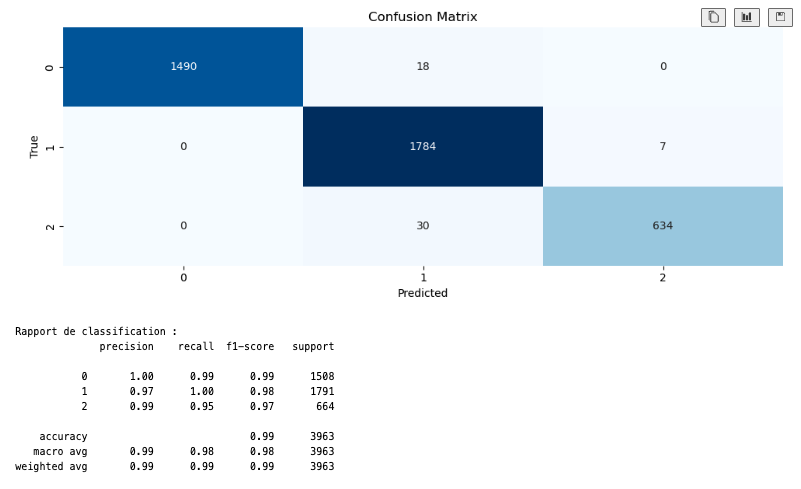 Confusion Matrix
0 1490 18 0
True
1 0 1784 7
2 0 30 634
0 1 2
Predicted
Rapport de classification :
precision recall f1-score support
0 1.00 0.99 0.99 1508
1 0.97 1.00 0.98 1791
2 0.99 0.95 0.97 664
accuracy 0.99 3963
macro avg 0.99 0.98 0.98 3963
weighted avg 0.99 0.99 0.99 3963